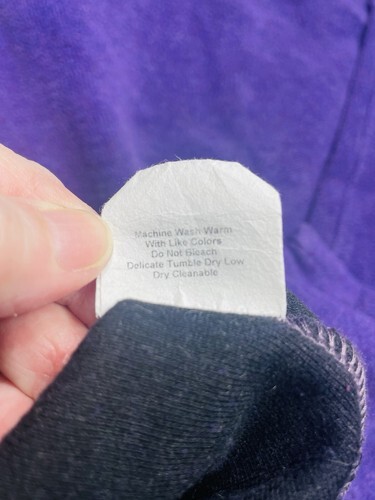 Machine Wash Warm
With Like Colors
Do Not Bleach
Delicate Tumble Dry Low
Dry Cleanable